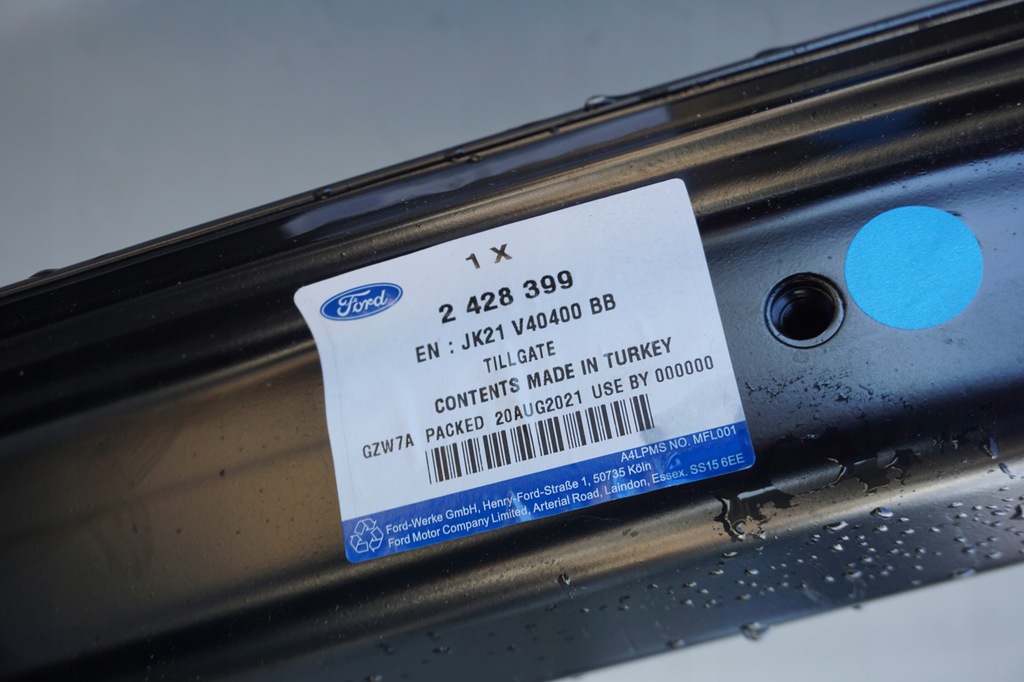 1 X
Ford
2 428 399
EN : JK21 V40400 BB
TILLGATE
CONTENTS MADE IN TURKEY
GZW7A PACKED 20AUG2021 USE BY 000000
A4LPMS NO. MFL001
Ford-Werke GmbH, Henry-Ford-Straße 1, 50735 Köln
Ford Motor Company Limited, Arterial Road, Laindon, Essex. SS15 6EE